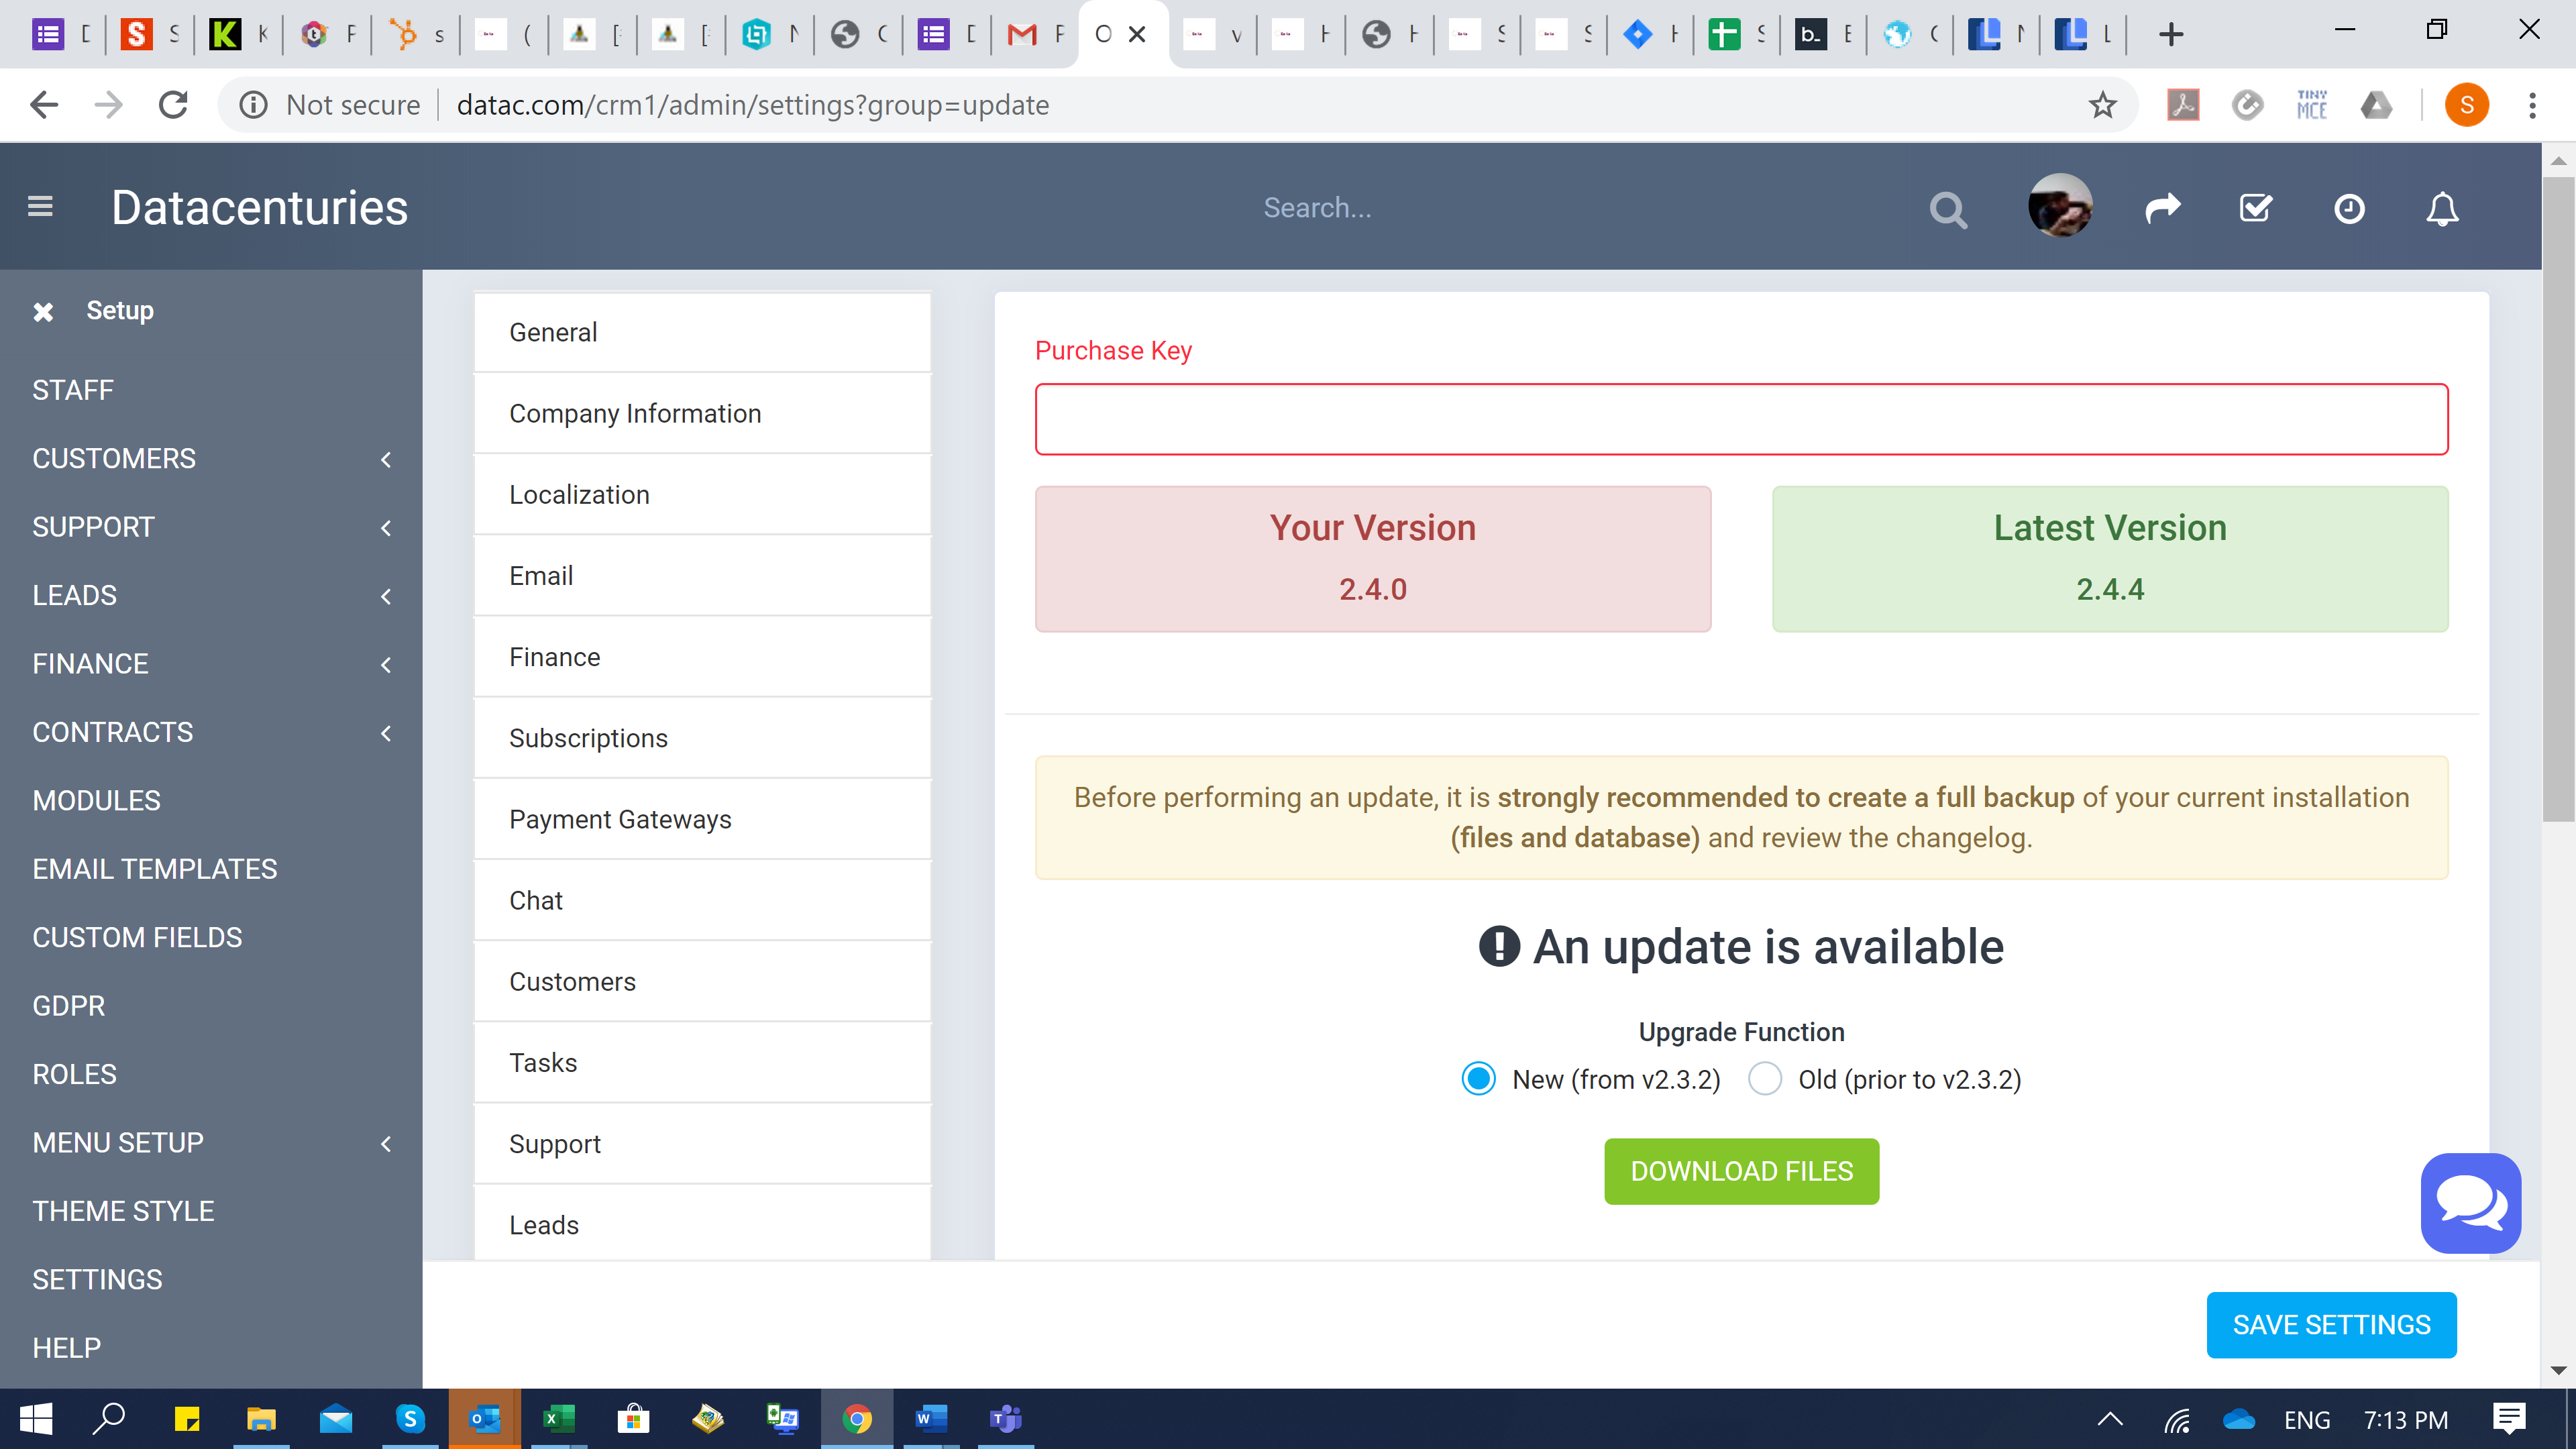 Not secure
datac.com/crm1/admin/settings?group=update
S
Datacenturies
Search...
Setup
STAFF
CUSTOMERS
SUPPORT
LEADS
FINANCE
CONTRACTS
MODULES
EMAIL TEMPLATES
CUSTOM FIELDS
GDPR
ROLES
MENU SETUP
THEME STYLE
SETTINGS
HELP
General
Company Information
Localization
Email
Finance
Subscriptions
Payment Gateways
Chat
Customers
Tasks
Support
Leads
Purchase Key
Your Version
2.4.0
Latest Version
2.4.4
Before performing an update, it is strongly recommended to create a full backup of your current installation
(files and database) and review the changelog.
An update is available
Upgrade Function
New (from v2.3.2)
Old (prior to v2.3.2)
DOWNLOAD FILES
SAVE SETTINGS
ENG
7:13 PM